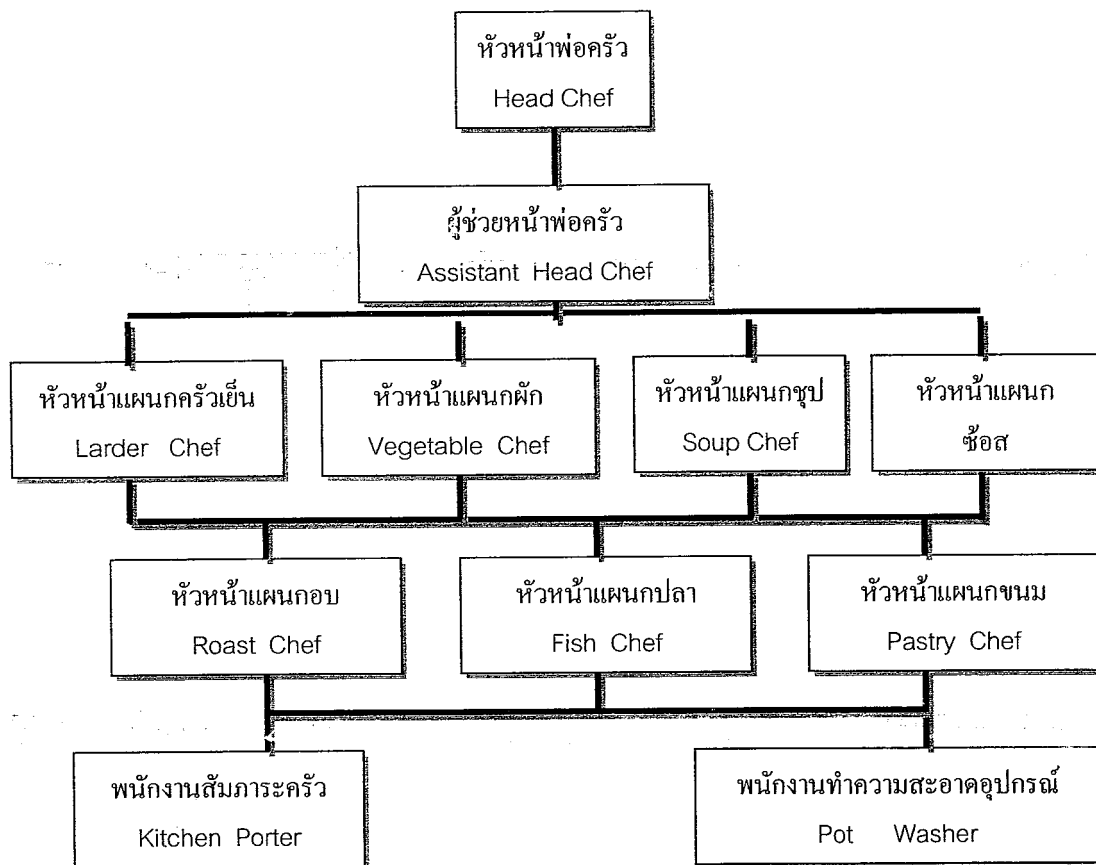 หัวหน้าพ่อครัว
Head Chef
ผู้ช่วยหน้าพ่อครัว
Assistant Head Chef
หัวหน้าแผนกครัวเย็น
Larder Chef
หัวหน้าแผนกผัก
Vegetable Chef
หัวหน้าแผนกซุป
Soup Chef
หัวหน้าแผนก
ซ้อส
หัวหน้าแผนกอบ
Roast Chef
หัวหน้าแผนกปลา
Fish Chef
หัวหน้าแผนกขนม
Pastry Chef
พนักงานสัมภาระครัว
Kitchen Porter
พนักงานทำความสะอาดอุปกรณ์
Pot Washer